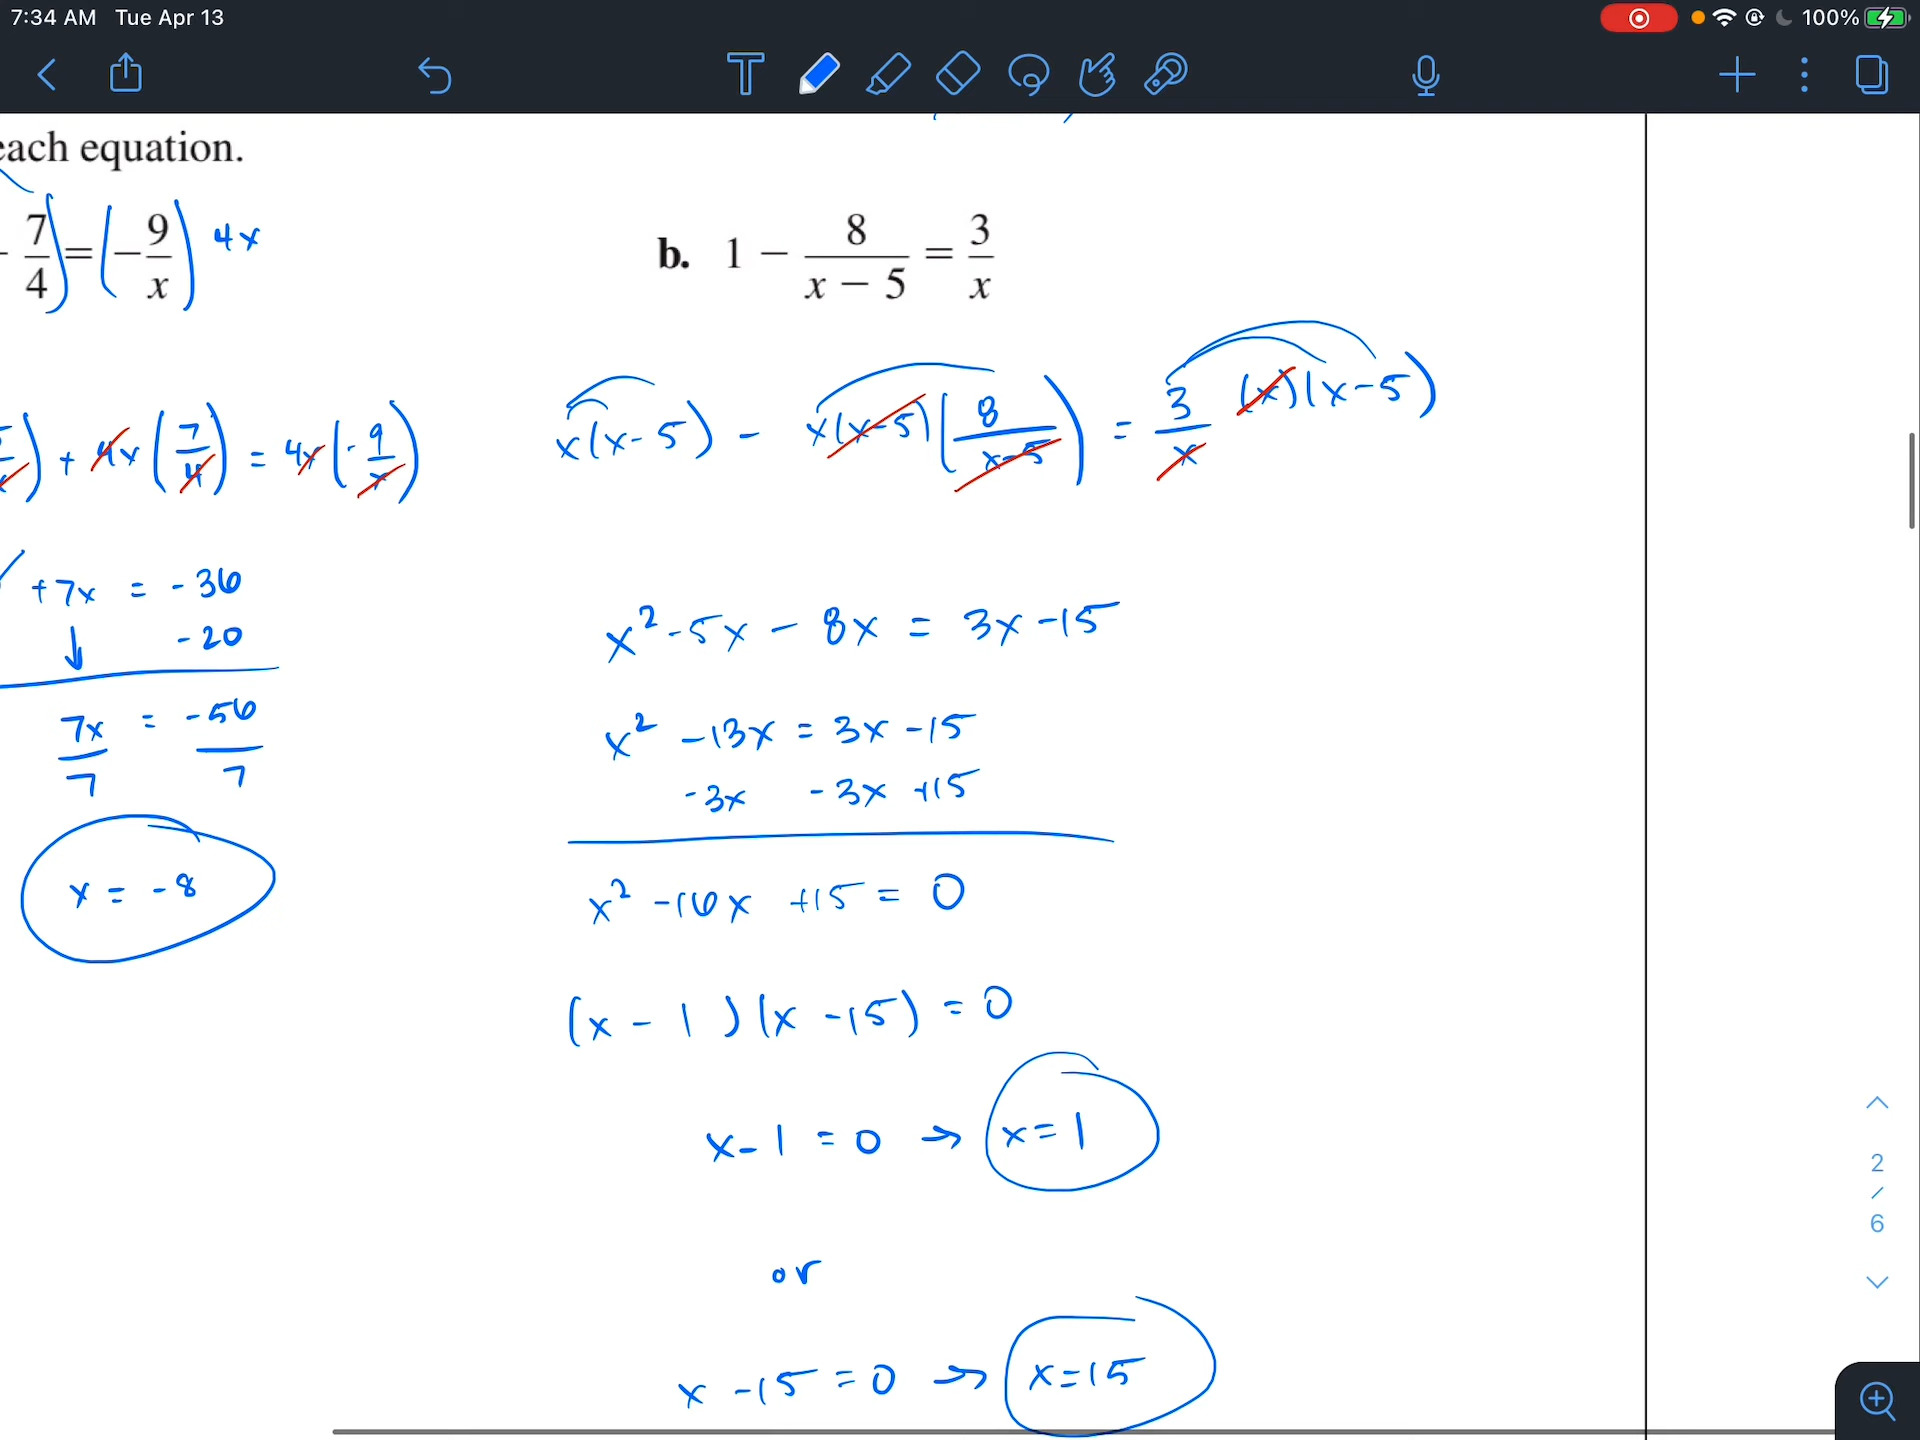 7:34 AM Tue Apr 13
100%
each equation.
- 7/4) = (- 9/x) 4x
b. 1 - 8/(x - 5) = 3/x
) + 4x (7/4) = 4x (- 9/x)
x(x-5) - x(x-5) (8/(x-5)) = 3/x (x)(x-5)
+7x = -36
-20
7x/7 = -56/7
x = -8
x² -5x - 8x = 3x -15
x² -13x = 3x -15
-3x -3x +15
x² -16x +15 = 0
(x - 1)(x -15) = 0
x-1 = 0 → x=1
or
x -15 = 0 → x=15
2
/
6